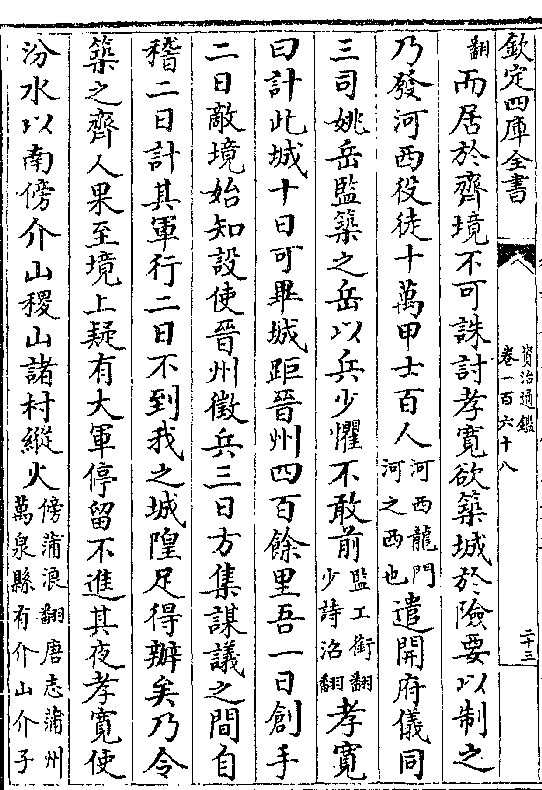 欽定四庫全書
資治通鑑
卷一百六十八
二十三
翻而居於齊境不可誅討孝寛欲築城於險要以制之
乃發河西役徒十萬甲士百人河西龍門河之西也遣開府儀同
三司姚岳監築之岳以兵少懼不敢前監工銜翻少詩沼翻孝寛
曰計此城十日可畢城距晉州四百餘里吾一日創手
二日敵境始知設使晉州徵兵三日方集謀議之間自
稽二日計其軍行二日不到我之城隍足得辦矣乃令
築之齊人果至境上疑有大軍停留不進其夜孝寛使
汾水以南傍介山稷山諸村縱火傍蒲浪翻唐志蒲州萬泉縣有介山介子